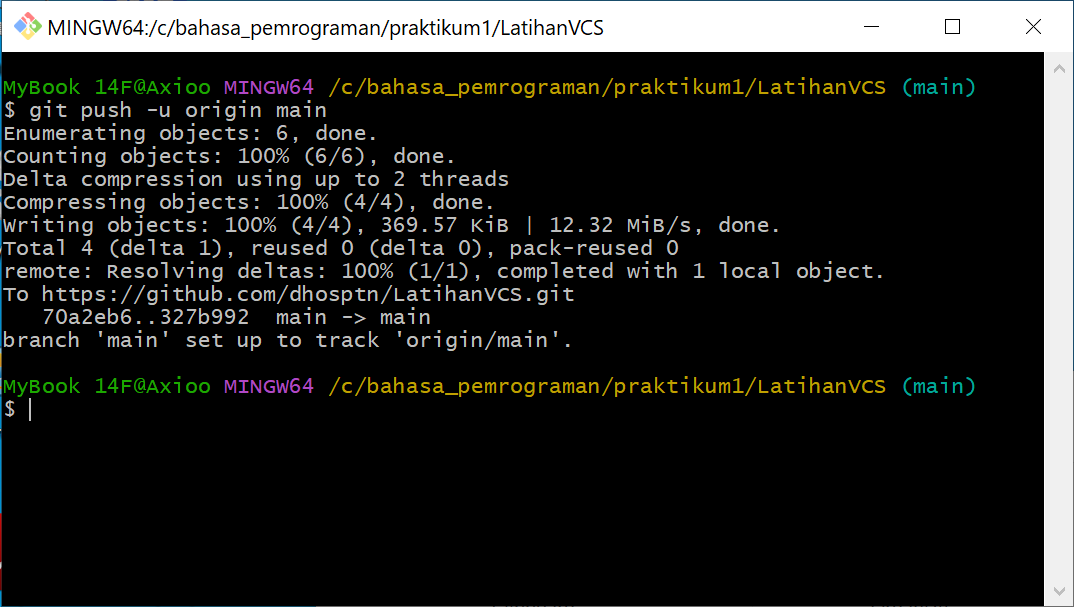 MINGW64:/c/bahasa_pemrograman/praktikum1/LatihanVCS
MyBook 14F@Axioo MINGW64 /c/bahasa_pemrograman/praktikum1/LatihanVCS (main)
$ git push -u origin main
Enumerating objects: 6, done.
Counting objects: 100% (6/6), done.
Delta compression using up to 2 threads
Compressing objects: 100% (4/4), done.
Writing objects: 100% (4/4), 369.57 KiB | 12.32 MiB/s, done.
Total 4 (delta 1), reused 0 (delta 0), pack-reused 0
remote: Resolving deltas: 100% (1/1), completed with 1 local object.
To https://github.com/dhosptn/LatihanVCS.git
   70a2eb6..327b992  main -> main
branch 'main' set up to track 'origin/main'.
MyBook 14F@Axioo MINGW64 /c/bahasa_pemrograman/praktikum1/LatihanVCS (main)
$